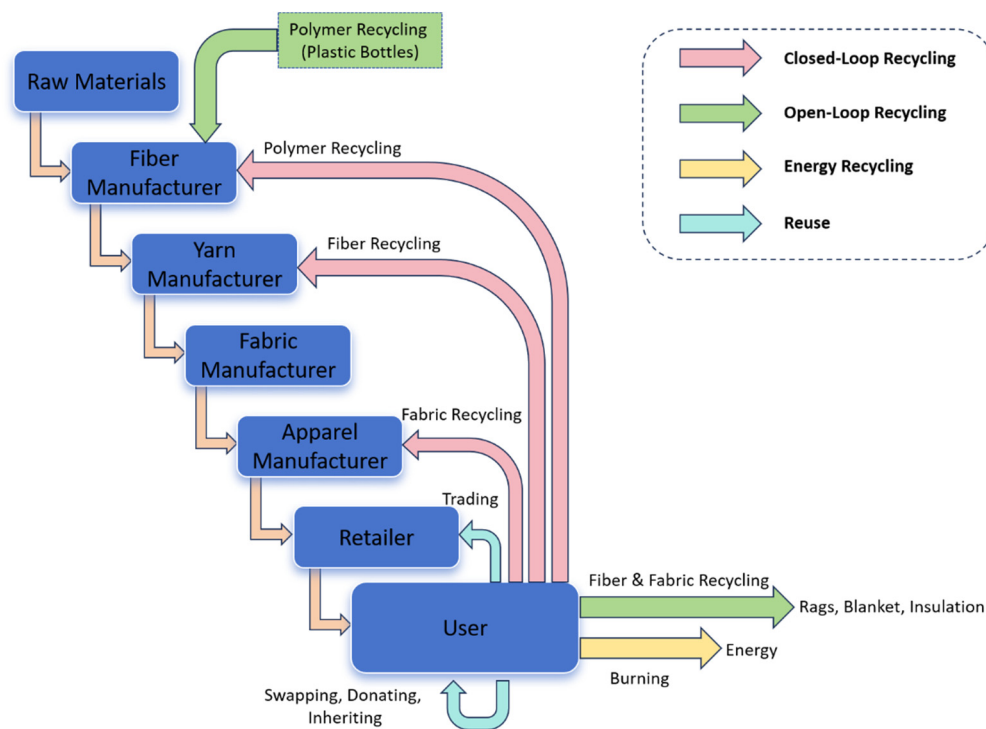 Polymer Recycling
(Plastic Bottles)
Raw Materials
Closed-Loop Recycling
Open-Loop Recycling
Energy Recycling
Reuse
Fiber
Manufacturer
Polymer Recycling
Yarn
Manufacturer
Fiber Recycling
Fabric
Manufacturer
Apparel
Manufacturer
Fabric Recycling
Trading
Retailer
User
Fiber & Fabric Recycling
Rags, Blanket, Insulation
Energy
Burning
Swapping, Donating,
Inheriting